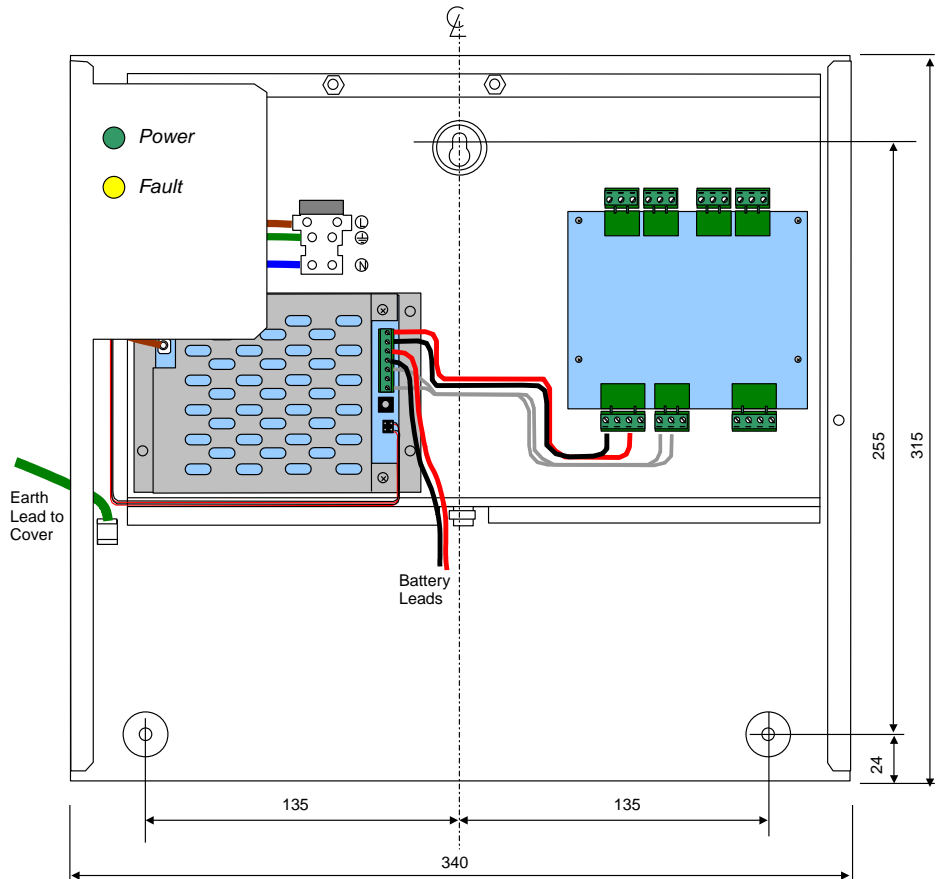 Power
Fault
L
N
255
315
Earth
Lead to
Cover
Battery
Leads
24
135
135
340